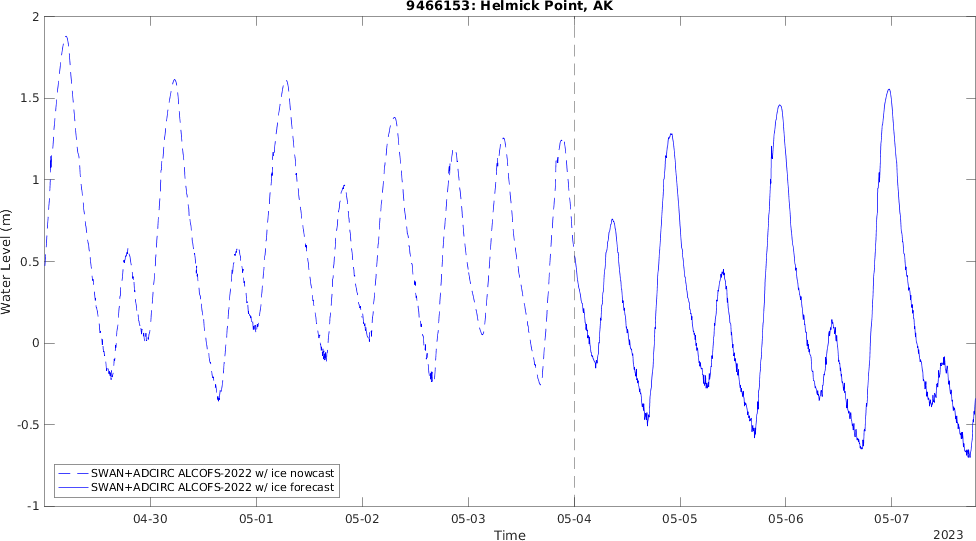 9466153: Helmick Point, AK
2
1.5
1
0.5
0
-0.5
-1
Water Level (m)
SWAN+ADCIRC ALCOFS-2022 w/ ice nowcast
SWAN+ADCIRC ALCOFS-2022 w/ ice forecast
04-30 05-01 05-02 05-03 05-04 05-05 05-06 05-07
Time
2023